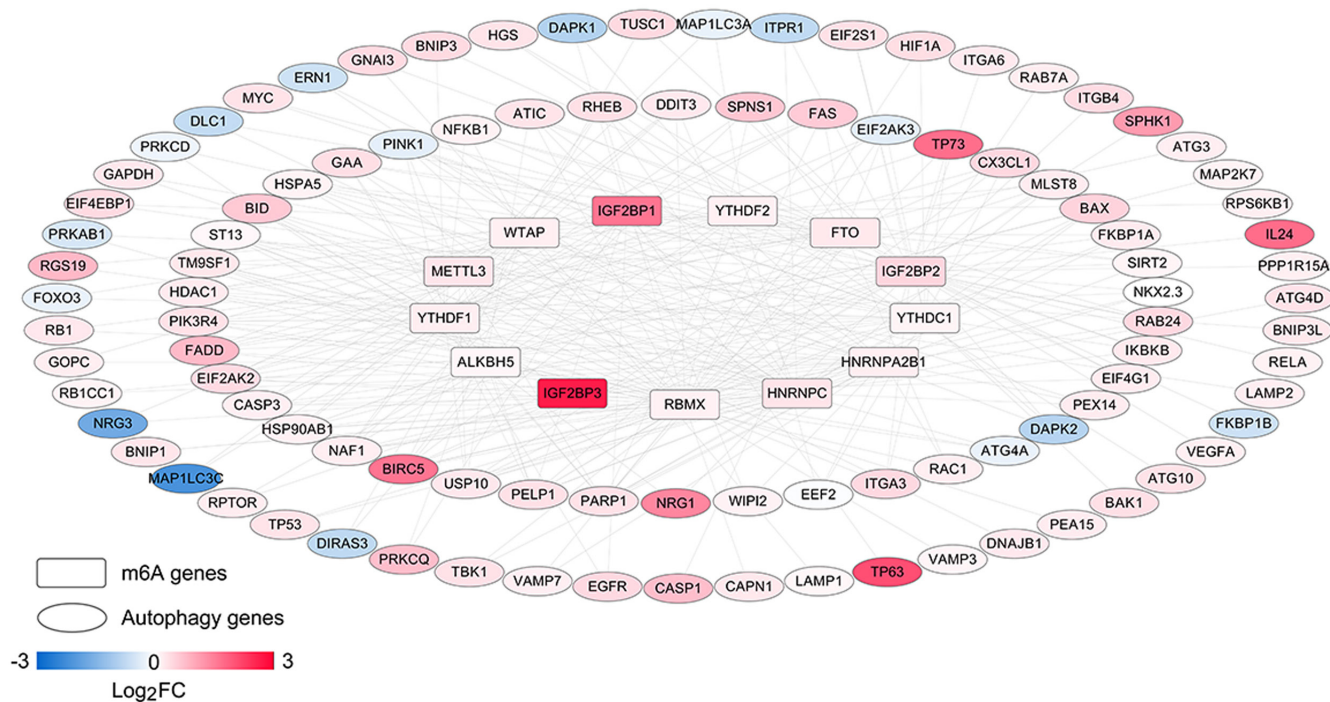 DAPK1 TUSC1 MAP1LC3A ITPR1
HGS EIF2S1
BNIP3 HIF1A
GNAI3 ITGA6
ERN1 RAB7A
MYC ITGB4
DLC1 SPHK1
PRKCD ATG3
GAPDH MAP2K7
EIF4EBP1 RPS6KB1
PRKAB1 IL24
RGS19 PPP1R15A
FOXO3 ATG4D
RB1 BNIP3L
GOPC RELA
RB1CC1 LAMP2
NRG3 FKBP1B
BNIP1 VEGFA
MAP1LC3C ATG10
RPTOR BAK1
TP53 PEA15
DIRAS3 DNAJB1
PRKCQ VAMP3
TBK1 TP63
VAMP7 EGFR CASP1 CAPN1 LAMP1
RHEB DDIT3 SPNS1
ATIC FAS
NFKB1 EIF2AK3
PINK1 TP73
GAA CX3CL1
HSPA5 MLST8
BID BAX
ST13 FKBP1A
TM9SF1 SIRT2
HDAC1 NKX2.3
PIK3R4 RAB24
FADD IKBKB
EIF2AK2 EIF4G1
CASP3 PEX14
HSP90AB1 DAPK2
NAF1 ATG4A
BIRC5 RAC1
USP10 ITGA3
PELP1 PARP1 NRG1 WIPI2 EEF2
IGF2BP1 YTHDF2
WTAP FTO
METTL3 IGF2BP2
YTHDF1 YTHDC1
ALKBH5 HNRNPA2B1
IGF2BP3 RBMX HNRNPC
m6A genes
Autophagy genes
-3 0 3
Log2FC